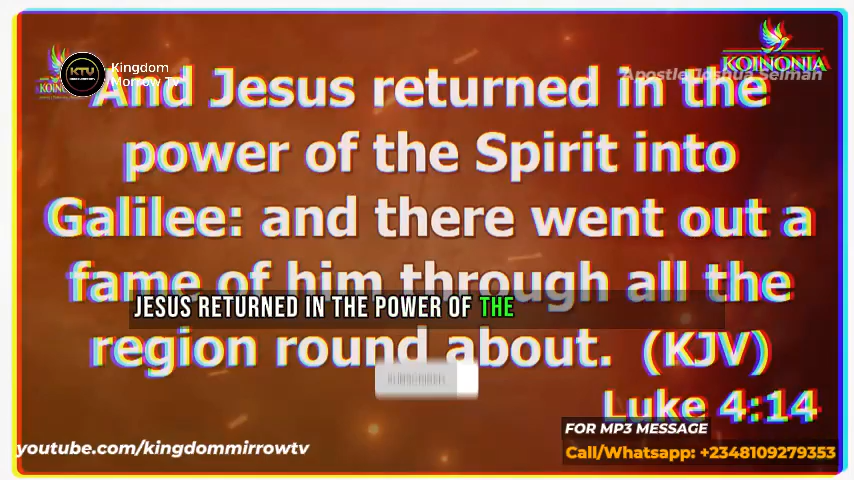 KTV
Kingdom
Morrow Tv
KOINONIA
Apostle Joshua Selman
And Jesus returned in the
power of the Spirit into
Galilee: and there went out a
fame of him through all the
JESUS RETURNED IN THE POWER OF THE
region round about. (KJV)
Luke 4:14
FOR MP3 MESSAGE
youtube.com/kingdommirrowtv
Call/Whatsapp: +2348109279353